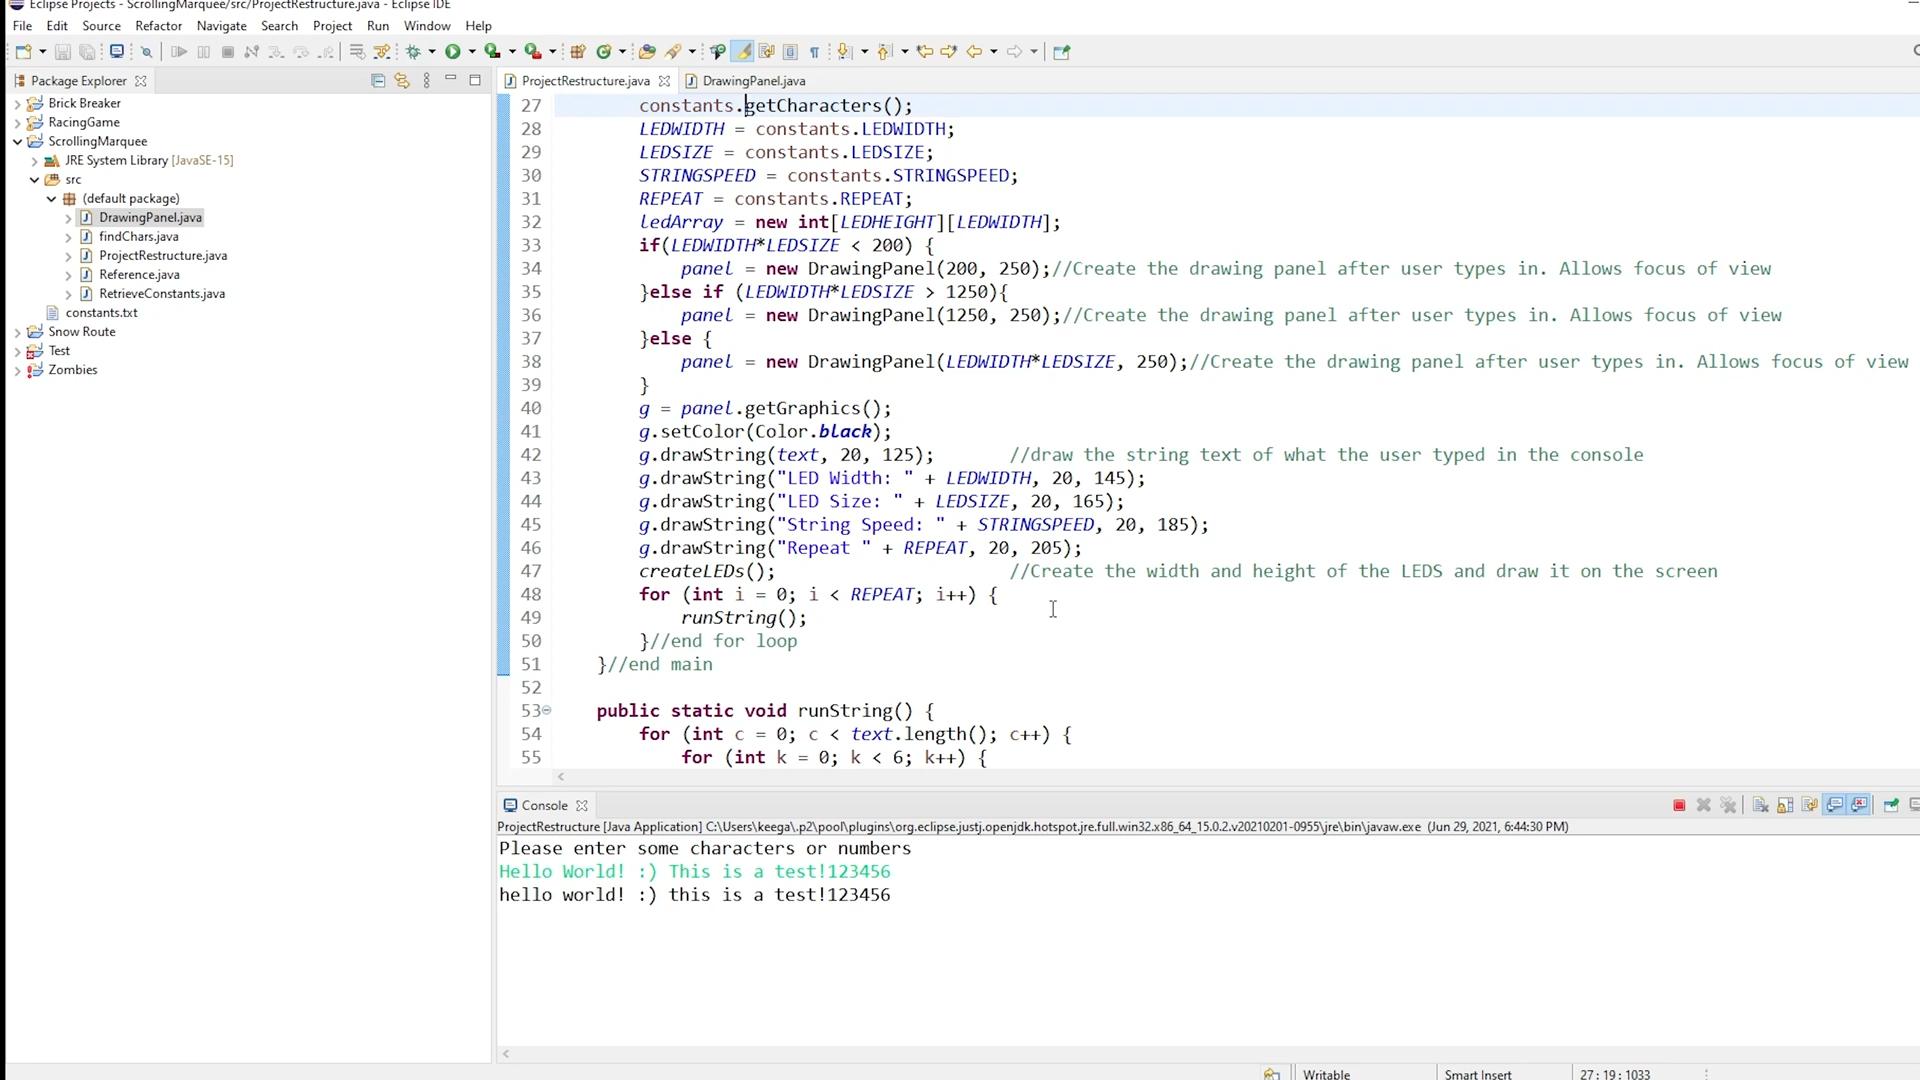 Eclipse Projects - ScrollingMarquee/src/ProjectRestructure.java - Eclipse IDE
File Edit Source Refactor Navigate Search Project Run Window Help
Package Explorer
ProjectRestructure.java DrawingPanel.java
Brick Breaker
RacingGame
ScrollingMarquee
JRE System Library [JavaSE-15]
src
(default package)
DrawingPanel.java
findChars.java
ProjectRestructure.java
Reference.java
RetrieveConstants.java
constants.txt
Snow Route
Test
Zombies
27 constants.getCharacters();
28 LEDWIDTH = constants.LEDWIDTH;
29 LEDSIZE = constants.LEDSIZE;
30 STRINGSPEED = constants.STRINGSPEED;
31 REPEAT = constants.REPEAT;
32 ledArray = new int[LEDHEIGHT][LEDWIDTH];
33 if(LEDWIDTH*LEDSIZE < 200) {
34 panel = new DrawingPanel(200, 250);//Create the drawing panel after user types in. Allows focus of view
35 }else if (LEDWIDTH*LEDSIZE > 1250){
36 panel = new DrawingPanel(1250, 250);//Create the drawing panel after user types in. Allows focus of view
37 }else {
38 panel = new DrawingPanel(LEDWIDTH*LEDSIZE, 250);//Create the drawing panel after user types in. Allows focus of view
39 }
40 g = panel.getGraphics();
41 g.setColor(Color.black);
42 g.drawString(text, 20, 125); //draw the string text of what the user typed in the console
43 g.drawString("LED Width: " + LEDWIDTH, 20, 145);
44 g.drawString("LED Size: " + LEDSIZE, 20, 165);
45 g.drawString("String Speed: " + STRINGSPEED, 20, 185);
46 g.drawString("Repeat " + REPEAT, 20, 205);
47 createLEDs(); //Create the width and height of the LEDS and draw it on the screen
48 for (int i = 0; i < REPEAT; i++) {
49 runString();
50 }//end for loop
51 }//end main
52
53 public static void runString() {
54 for (int c = 0; c < text.length(); c++) {
55 for (int k = 0; k < 6; k++) {
Console
ProjectRestructure [Java Application] C:\Users\keega\.p2\pool\plugins\org.eclipse.justj.openjdk.hotspot.jre.full.win32.x86_64_15.0.2.v20210201-0955\jre\bin\javaw.exe (Jun 29, 2021, 6:44:30 PM)
Please enter some characters or numbers
Hello World! :) This is a test!123456
hello world! :) this is a test!123456
Writable Smart Insert 27 : 19 : 1033